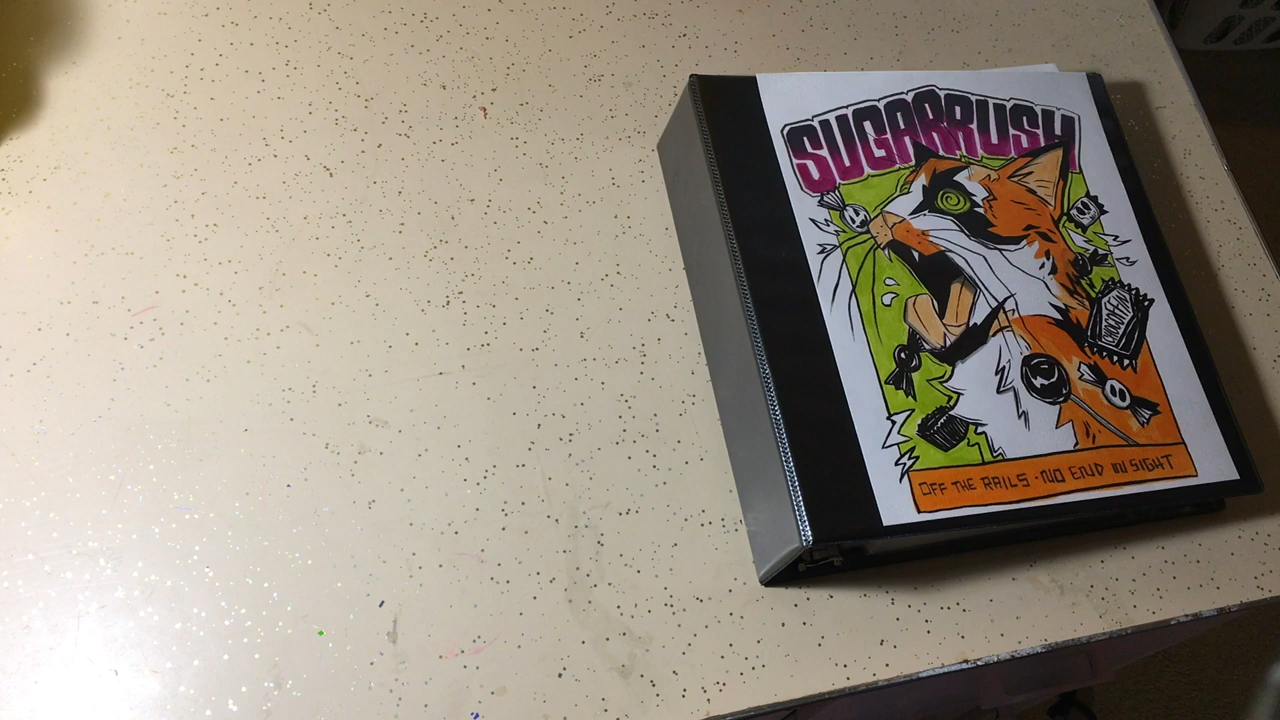 SUGARRUSH
OFF THE RAILS · NO END IN SIGHT